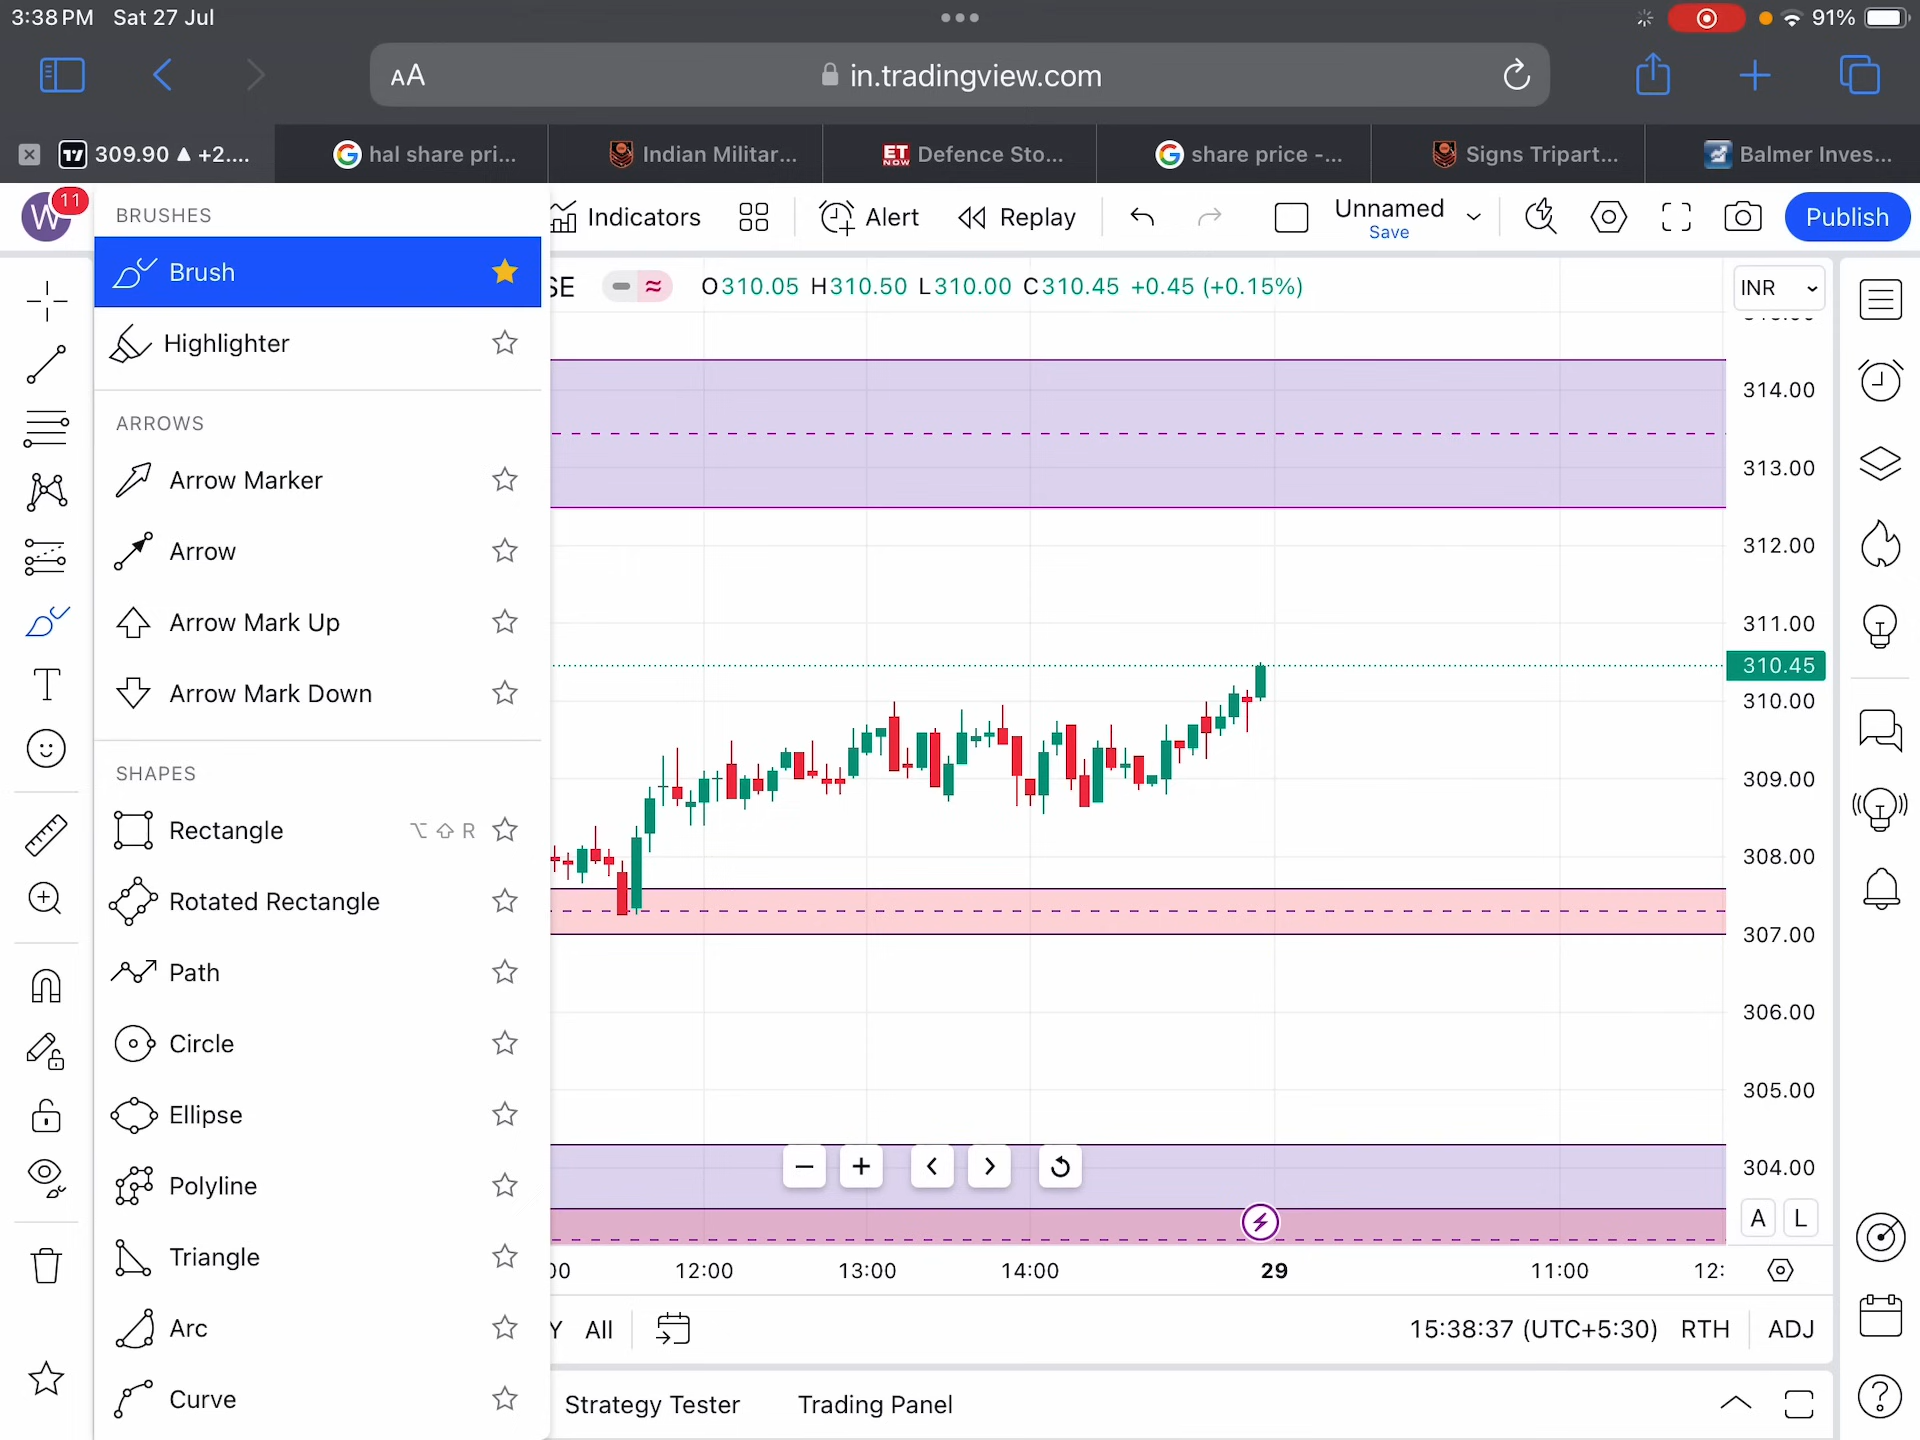 3:38 PM Sat 27 Jul
91%
AA in.tradingview.com
309.90 ▲ +2....
hal share pri...
Indian Militar...
ET NOW Defence Sto...
share price -...
Signs Tripart...
Balmer Inves...
W 11
Indicators
Alert
Replay
Unnamed
Save
Publish
BRUSHES
Brush
Highlighter
ARROWS
Arrow Marker
Arrow
Arrow Mark Up
Arrow Mark Down
SHAPES
Rectangle ⌥ ⇧ R
Rotated Rectangle
Path
Circle
Ellipse
Polyline
Triangle
Arc
Curve
SE O310.05 H310.50 L310.00 C310.45 +0.45 (+0.15%)
INR
314.00
313.00
312.00
311.00
310.45
310.00
309.00
308.00
307.00
306.00
305.00
304.00
A L
00 12:00 13:00 14:00 29 11:00 12:
Y All
15:38:37 (UTC+5:30) RTH ADJ
Strategy Tester Trading Panel